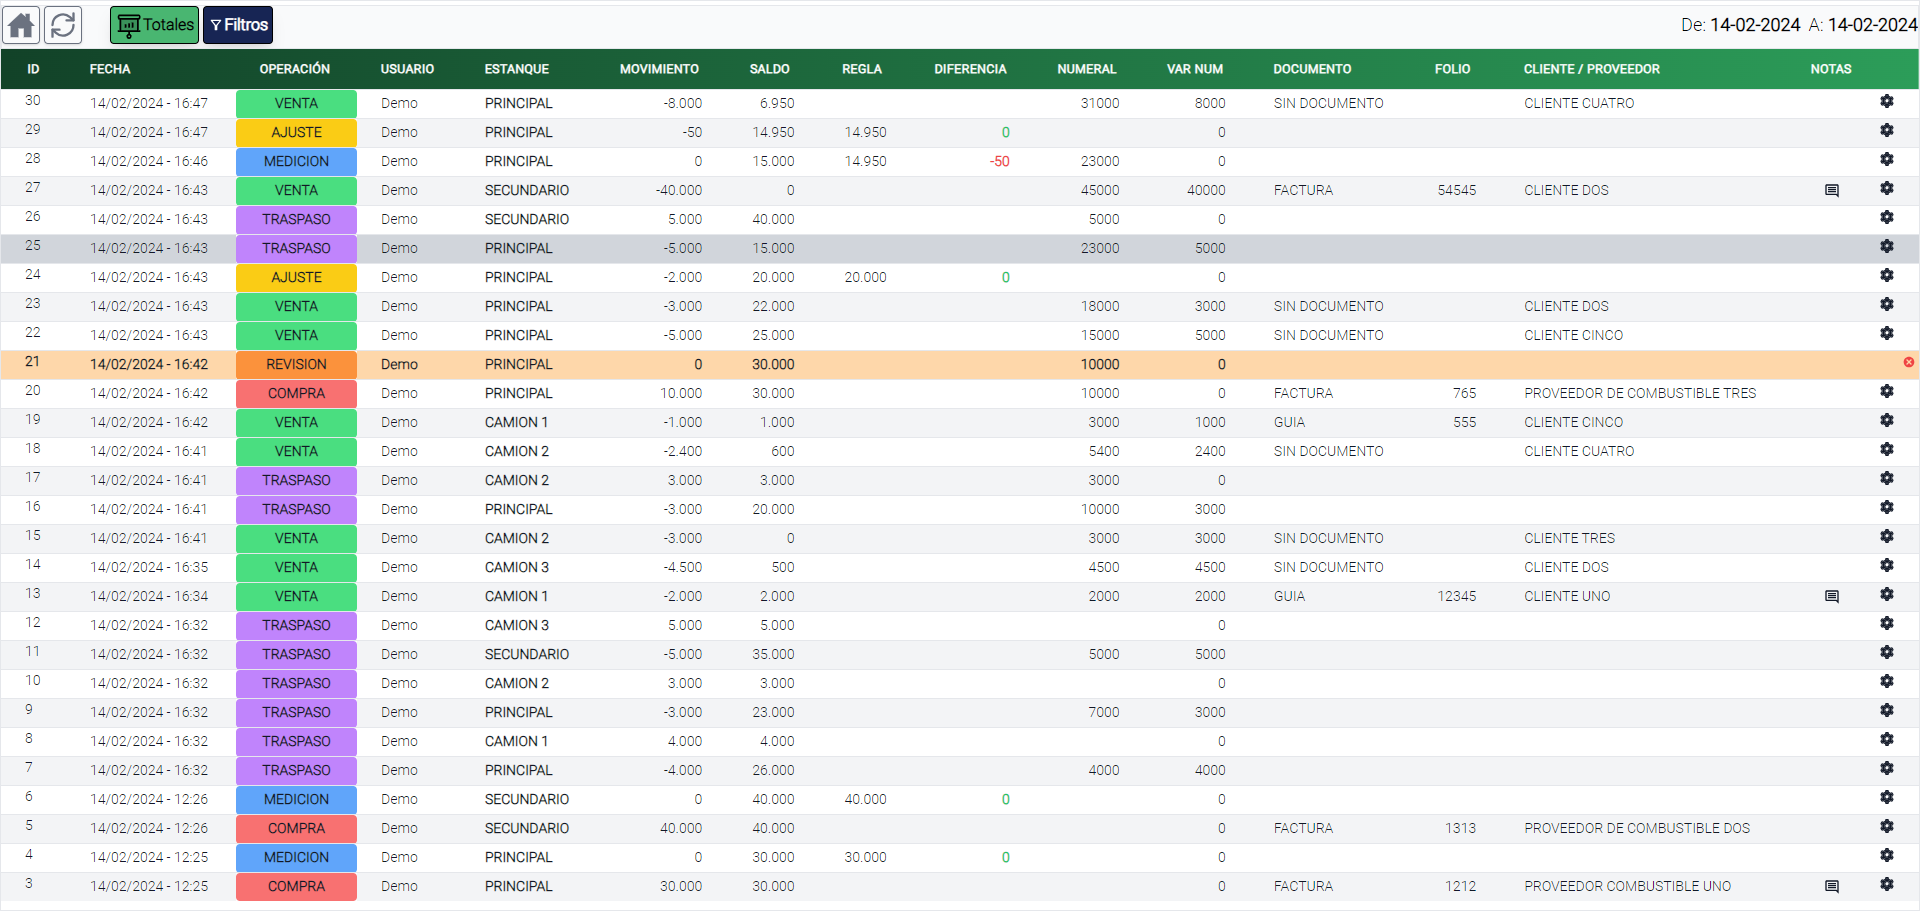 Totales Filtros De: 14-02-2024 A: 14-02-2024
ID FECHA OPERACIÓN USUARIO ESTANQUE MOVIMIENTO SALDO REGLA DIFERENCIA NUMERAL VAR NUM DOCUMENTO FOLIO CLIENTE / PROVEEDOR NOTAS
30 14/02/2024 - 16:47 VENTA Demo PRINCIPAL -8.000 6.950 31000 8000 SIN DOCUMENTO CLIENTE CUATRO
29 14/02/2024 - 16:47 AJUSTE Demo PRINCIPAL -50 14.950 14.950 0 0
28 14/02/2024 - 16:46 MEDICION Demo PRINCIPAL 0 15.000 14.950 -50 23000 0
27 14/02/2024 - 16:43 VENTA Demo SECUNDARIO -40.000 0 45000 40000 FACTURA 54545 CLIENTE DOS
26 14/02/2024 - 16:43 TRASPASO Demo SECUNDARIO 5.000 40.000 5000 0
25 14/02/2024 - 16:43 TRASPASO Demo PRINCIPAL -5.000 15.000 23000 5000
24 14/02/2024 - 16:43 AJUSTE Demo PRINCIPAL -2.000 20.000 20.000 0 0
23 14/02/2024 - 16:43 VENTA Demo PRINCIPAL -3.000 22.000 18000 3000 SIN DOCUMENTO CLIENTE DOS
22 14/02/2024 - 16:43 VENTA Demo PRINCIPAL -5.000 25.000 15000 5000 SIN DOCUMENTO CLIENTE CINCO
21 14/02/2024 - 16:42 REVISION Demo PRINCIPAL 0 30.000 10000 0
20 14/02/2024 - 16:42 COMPRA Demo PRINCIPAL 10.000 30.000 10000 0 FACTURA 765 PROVEEDOR DE COMBUSTIBLE TRES
19 14/02/2024 - 16:42 VENTA Demo CAMION 1 -1.000 1.000 3000 1000 GUIA 555 CLIENTE CINCO
18 14/02/2024 - 16:41 VENTA Demo CAMION 2 -2.400 600 5400 2400 SIN DOCUMENTO CLIENTE CUATRO
17 14/02/2024 - 16:41 TRASPASO Demo CAMION 2 3.000 3.000 3000 0
16 14/02/2024 - 16:41 TRASPASO Demo PRINCIPAL -3.000 20.000 10000 3000
15 14/02/2024 - 16:41 VENTA Demo CAMION 2 -3.000 0 3000 3000 SIN DOCUMENTO CLIENTE TRES
14 14/02/2024 - 16:35 VENTA Demo CAMION 3 -4.500 500 4500 4500 SIN DOCUMENTO CLIENTE DOS
13 14/02/2024 - 16:34 VENTA Demo CAMION 1 -2.000 2.000 2000 2000 GUIA 12345 CLIENTE UNO
12 14/02/2024 - 16:32 TRASPASO Demo CAMION 3 5.000 5.000 0
11 14/02/2024 - 16:32 TRASPASO Demo SECUNDARIO -5.000 35.000 5000 5000
10 14/02/2024 - 16:32 TRASPASO Demo CAMION 2 3.000 3.000 0
9 14/02/2024 - 16:32 TRASPASO Demo PRINCIPAL -3.000 23.000 7000 3000
8 14/02/2024 - 16:32 TRASPASO Demo CAMION 1 4.000 4.000 0
7 14/02/2024 - 16:32 TRASPASO Demo PRINCIPAL -4.000 26.000 4000 4000
6 14/02/2024 - 12:26 MEDICION Demo SECUNDARIO 0 40.000 40.000 0 0
5 14/02/2024 - 12:26 COMPRA Demo SECUNDARIO 40.000 40.000 0 FACTURA 1313 PROVEEDOR DE COMBUSTIBLE DOS
4 14/02/2024 - 12:25 MEDICION Demo PRINCIPAL 0 30.000 30.000 0 0
3 14/02/2024 - 12:25 COMPRA Demo PRINCIPAL 30.000 30.000 0 FACTURA 1212 PROVEEDOR COMBUSTIBLE UNO